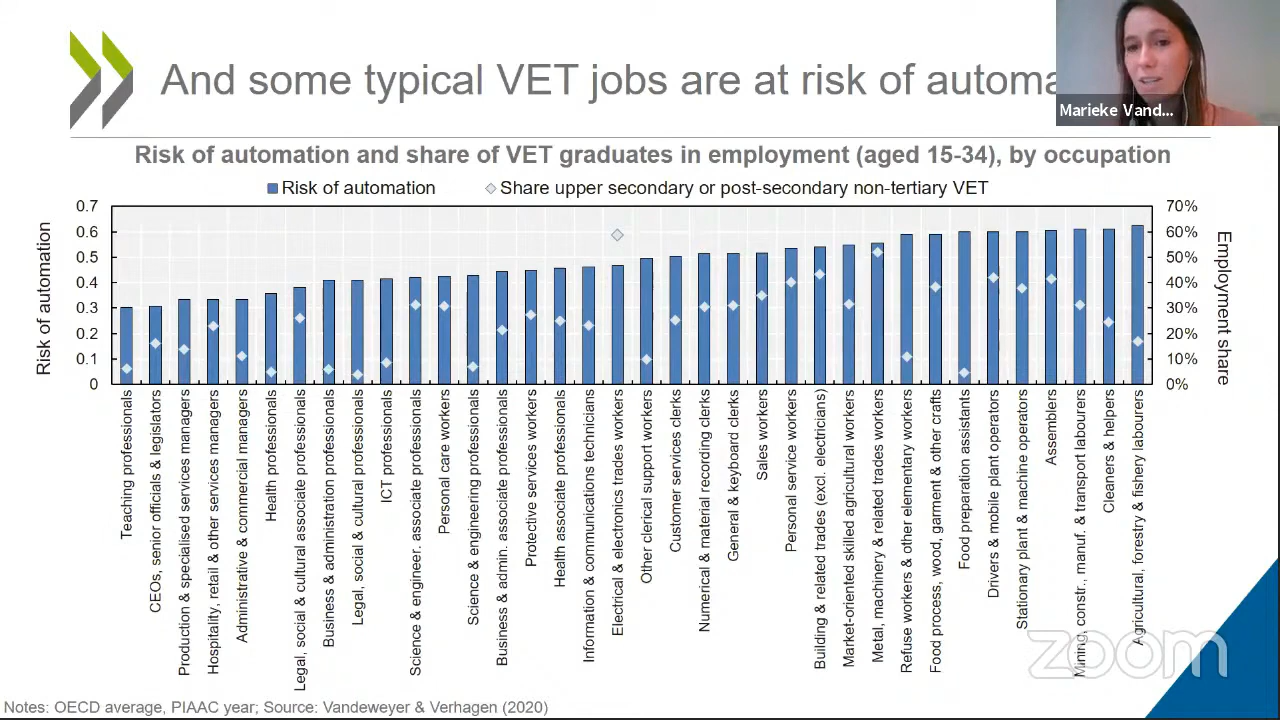 And some typical VET jobs are at risk of automa
Marieke Vand...
Risk of automation and share of VET graduates in employment (aged 15-34), by occupation
Risk of automation
Share upper secondary or post-secondary non-tertiary VET
Risk of automation
0.7
0.6
0.5
0.4
0.3
0.2
0.1
0
70%
60%
50%
40%
30%
20%
10%
0%
Employment share
Teaching professionals
CEOs, senior officials & legislators
Production & specialised services managers
Hospitality, retail & other services managers
Administrative & commercial managers
Health professionals
Legal, social & cultural associate professionals
Business & administration professionals
Legal, social & cultural professionals
ICT professionals
Science & engineer. associate professionals
Personal care workers
Science & engineering professionals
Business & admin. associate professionals
Protective services workers
Health associate professionals
Information & communications technicians
Electrical & electronics trades workers
Other clerical support workers
Customer services clerks
Numerical & material recording clerks
General & keyboard clerks
Sales workers
Personal service workers
Building & related trades (excl. electricians)
Market-oriented skilled agricultural workers
Metal, machinery & related trades workers
Refuse workers & other elementary workers
Food process, wood, garment & other crafts
Food preparation assistants
Drivers & mobile plant operators
Stationary plant & machine operators
Assemblers
Mining, constr., manuf. & transport labourers
Cleaners & helpers
Agricultural, forestry & fishery labourers
zoom
Notes: OECD average, PIAAC year; Source: Vandeweyer & Verhagen (2020)